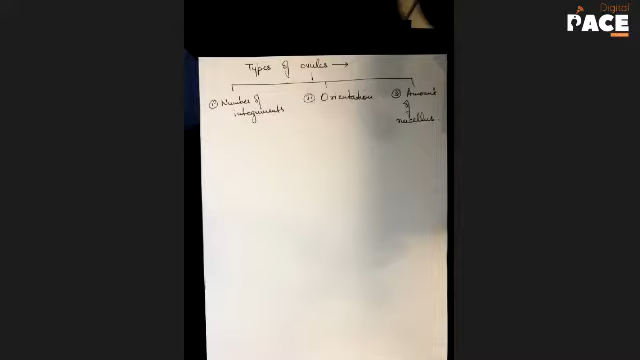 Digital
PACE
Types of ovules →
① Number of integuments
② Orientation
③ Amount of nucellus.